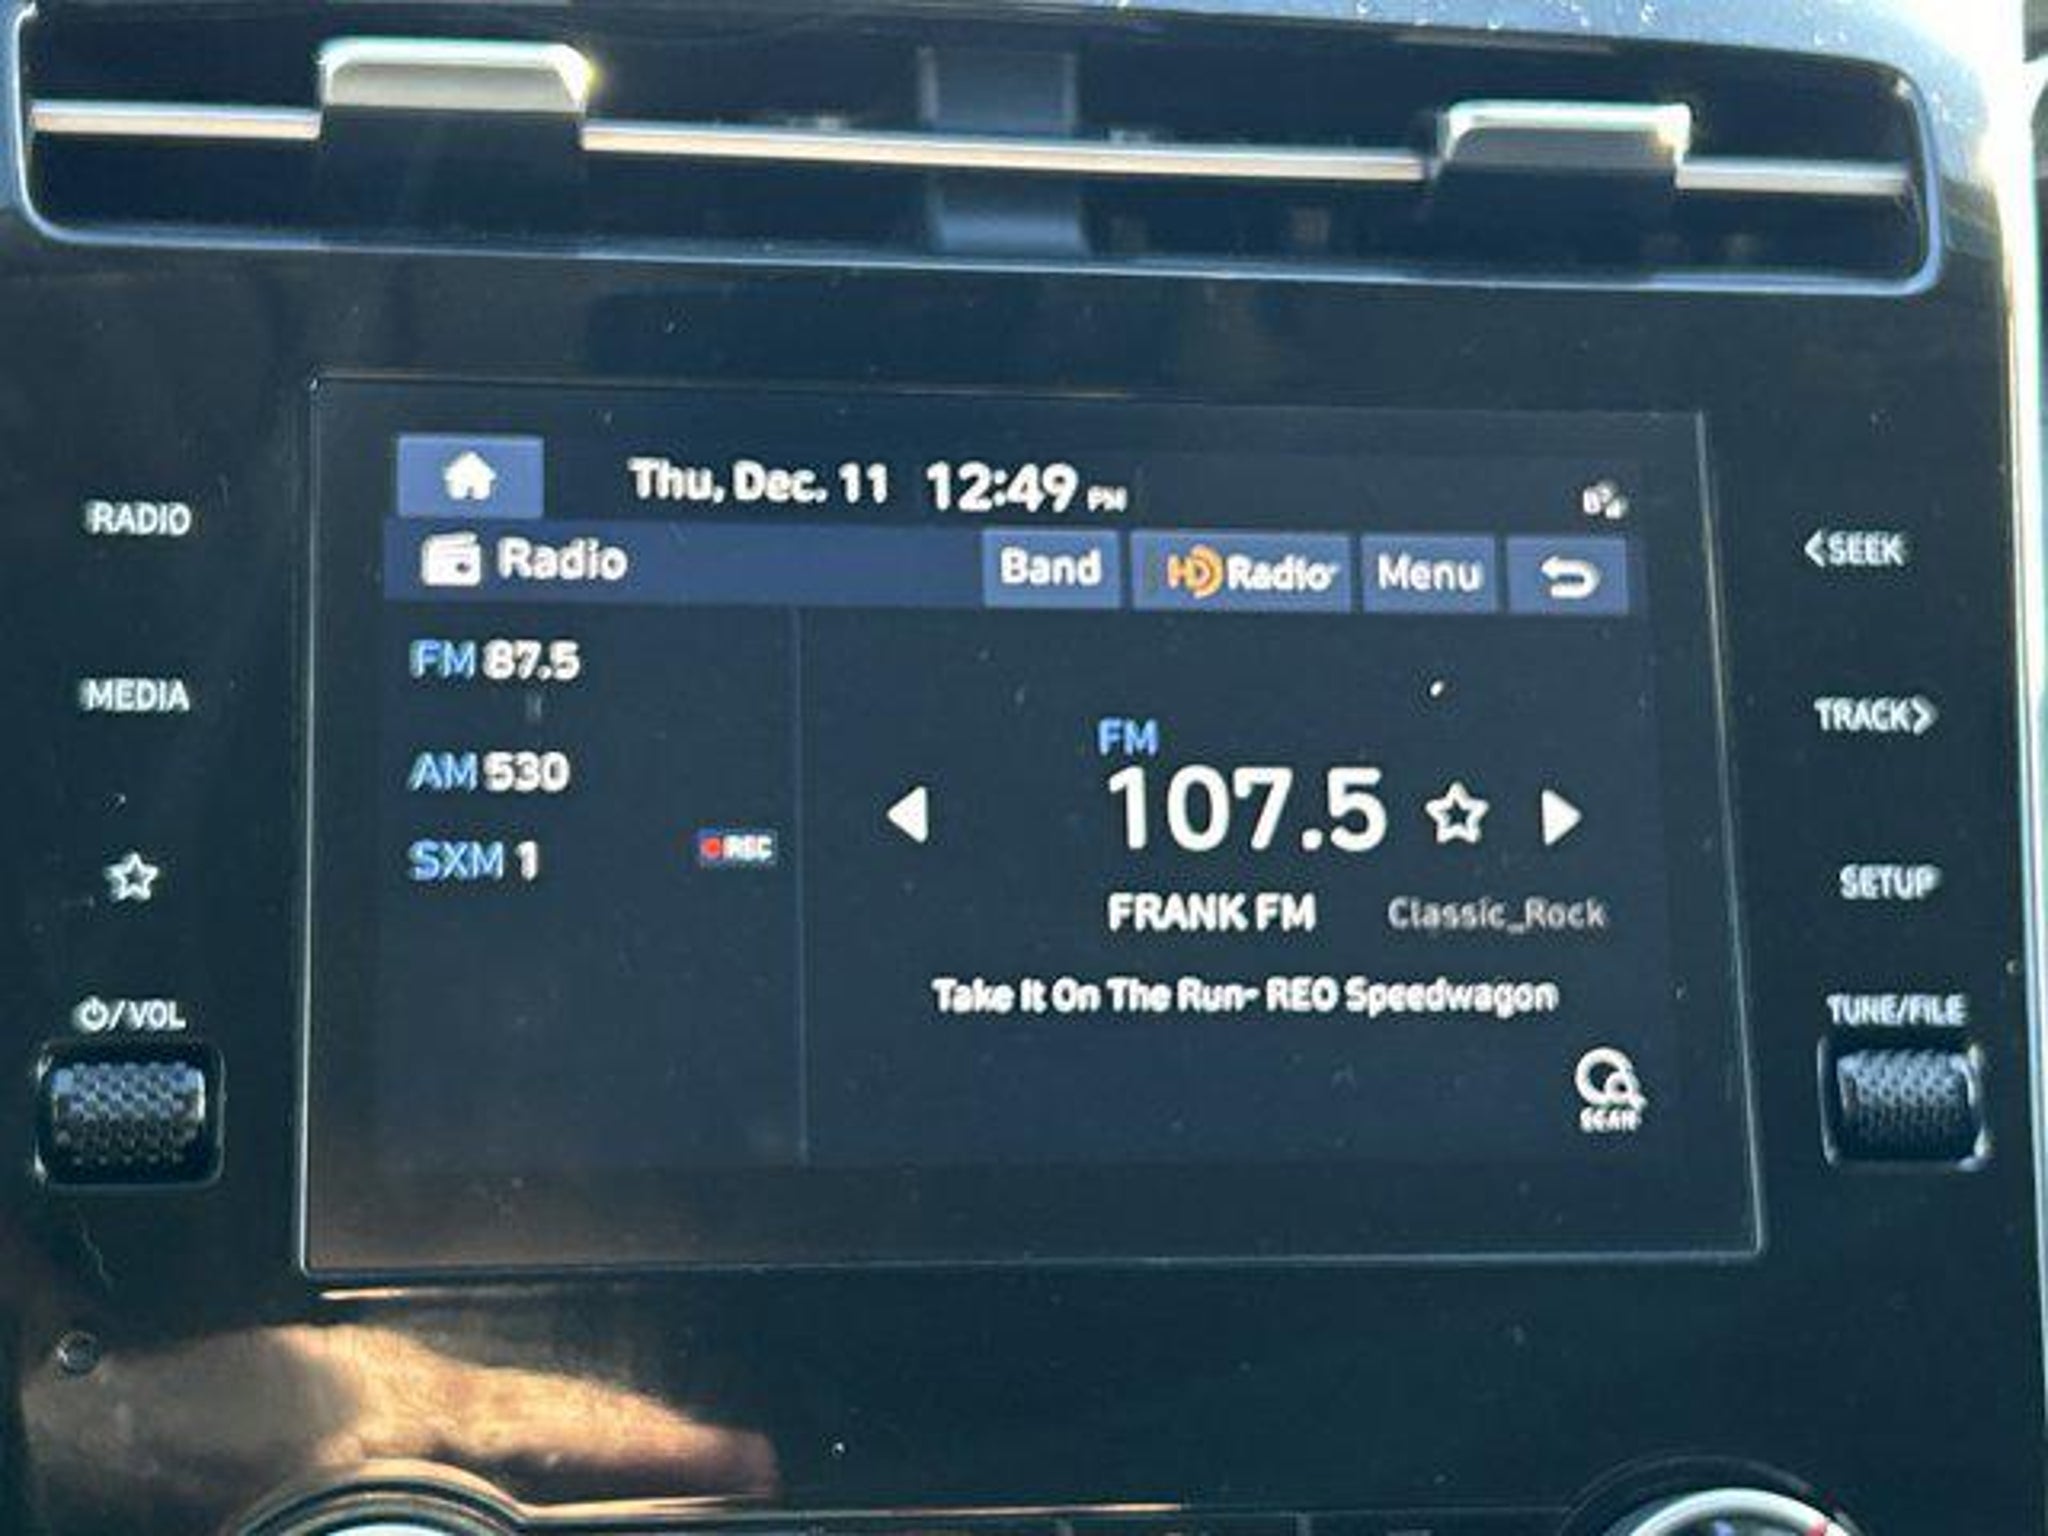 Thu, Dec. 11 12:49 PM
Radio Band HD Radio Menu
RADIO
<SEEK
FM 87.5
MEDIA
TRACK>
FM
AM 530
107.5
SXM 1 REC
SETUP
FRANK FM Classic_Rock
Take It On The Run- REO Speedwagon
/VOL
TUNE/FILE
SCAN